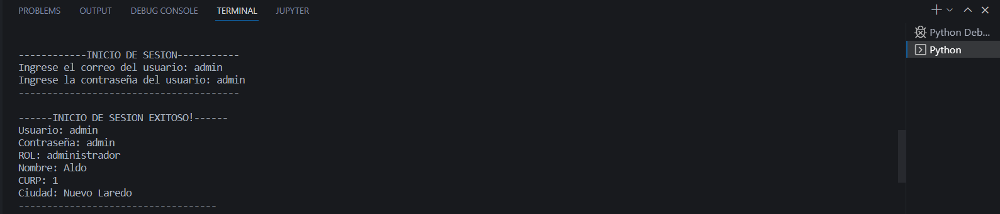 PROBLEMS OUTPUT DEBUG CONSOLE TERMINAL JUPYTER
Python Deb...
Python
------------INICIO DE SESION-----------
Ingrese el correo del usuario: admin
Ingrese la contraseña del usuario: admin
---------------------------------------
------INICIO DE SESION EXITOSO!------
Usuario: admin
Contraseña: admin
ROL: administrador
Nombre: Aldo
CURP: 1
Ciudad: Nuevo Laredo
-----------------------------------